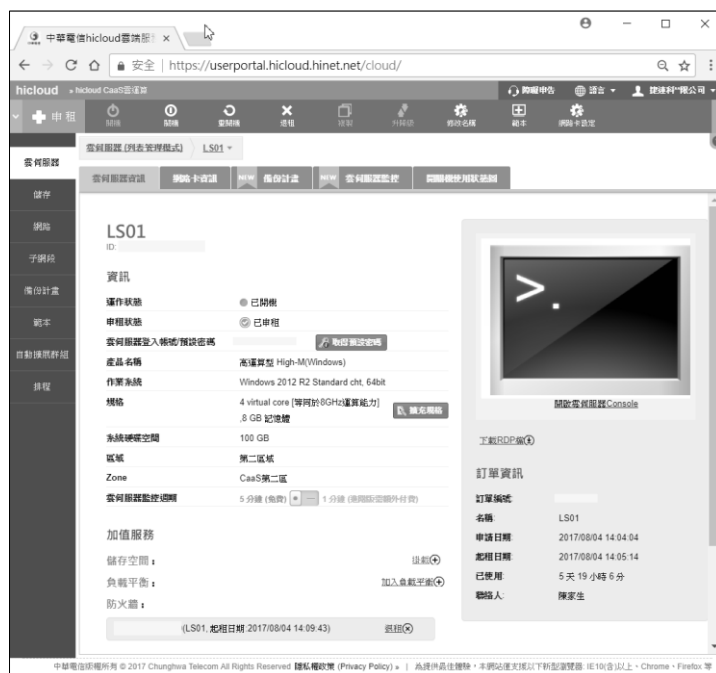 中華電信hicloud雲端服
安全 | https://userportal.hicloud.hinet.net/cloud/
hicloud » hicloud CaaS雲運算 障礙申告 語言
申租 開機 關機 重開機 退租 複製 升降級 修改名稱 範本 網路卡設定
雲伺服器 (列表管理模式) LS01
雲伺服器
儲存
網路
子網段
備份計畫
範本
自動擴展群組
排程
雲伺服器資訊 網路卡資訊 NEW 備份計畫 NEW 雲伺服器監控 開關機使用狀況圖
LS01
ID:
資訊
運作狀態 已開機
申租狀態 已申租
雲伺服器登入帳號/預設密碼 取得預設密碼
產品名稱 高運算型 High-M(Windows)
作業系統 Windows 2012 R2 Standard cht, 64bit
規格 4 virtual core [等同於8GHz運算能力]
,8 GB 記憶體 擴充規格
系統硬碟空間 100 GB
區域 第二區域
Zone CaaS第二區
雲伺服器監控週期 5 分鐘 (免費) 1 分鐘 (進階版需額外付費)
加值服務
儲存空間： 掛載
負載平衡： 加入負載平衡
防火牆：
(LS01, 起租日期:2017/08/04 14:09:43) 退租
>.
開啟雲伺服器Console
下載RDP檔
訂單資訊
訂單編號:
名稱: LS01
申請日期: 2017/08/04 14:04:04
起租日期: 2017/08/04 14:05:14
已使用: 5 天 19 小時 6 分
聯絡人: 陳家生
中華電信版權所有 © 2017 Chunghwa Telecom All Rights Reserved 隱私權政策 (Privacy Policy) » | 為提供最佳體驗，本網站僅支援以下新型瀏覽器: IE10(含)以上、Chrome、Firefox 等